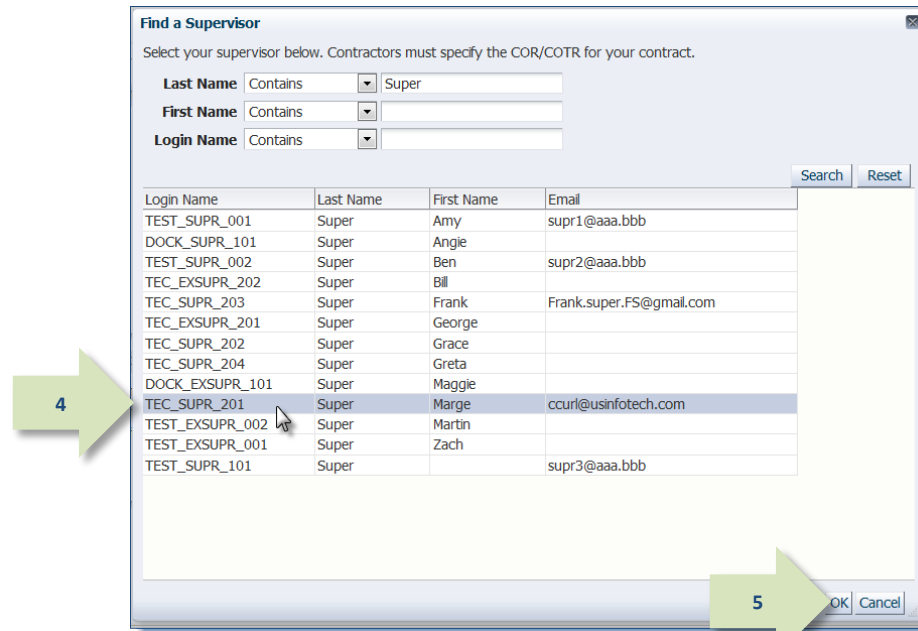 Find a Supervisor
Select your supervisor below. Contractors must specify the COR/COTR for your contract.
Last Name Contains Super
First Name Contains
Login Name Contains
Search Reset
Login Name Last Name First Name Email
TEST_SUPR_001 Super Amy supr1@aaa.bbb
DOCK_SUPR_101 Super Angie
TEST_SUPR_002 Super Ben supr2@aaa.bbb
TEC_EXSUPR_202 Super Bill
TEC_SUPR_203 Super Frank Frank.super.FS@gmail.com
TEC_EXSUPR_201 Super George
TEC_SUPR_202 Super Grace
TEC_SUPR_204 Super Greta
DOCK_EXSUPR_101 Super Maggie
4 TEC_SUPR_201 Super Marge ccurl@usinfotech.com
TEST_EXSUPR_002 Super Martin
TEST_EXSUPR_001 Super Zach
TEST_SUPR_101 Super supr3@aaa.bbb
5 OK Cancel